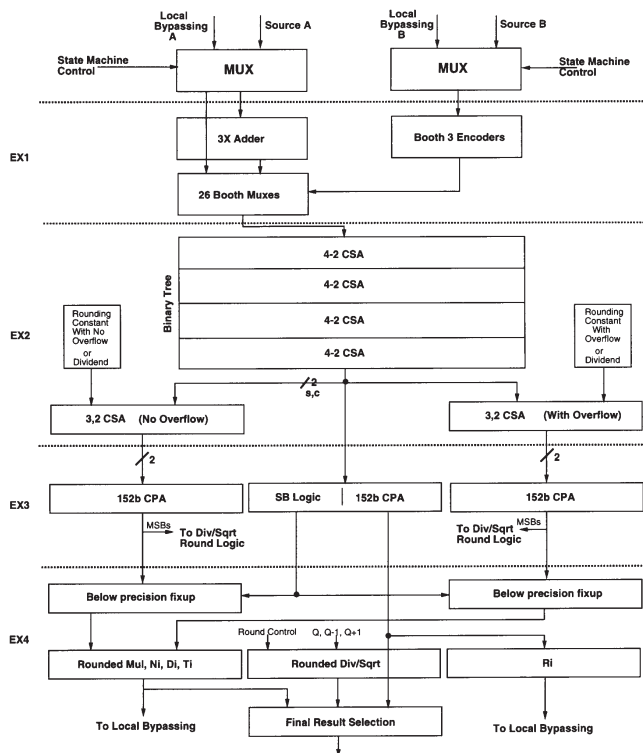 Local
Bypassing
A
Source A
Local
Bypassing
B
Source B
State Machine
Control
MUX
MUX
State Machine
Control
EX1
3X Adder
Booth 3 Encoders
26 Booth Muxes
EX2
Binary Tree
4-2 CSA
4-2 CSA
4-2 CSA
4-2 CSA
Rounding
Constant
With No
Overflow
or
Dividend
Rounding
Constant
With
Overflow
or
Dividend
2
s,c
3,2 CSA (No Overflow)
3,2 CSA (With Overflow)
2
2
EX3
152b CPA
SB Logic
152b CPA
152b CPA
MSBs
To Div/Sqrt
Round Logic
MSBs
To Div/Sqrt
Round Logic
Below precision fixup
Below precision fixup
EX4
Round Control
Q, Q-1, Q+1
Rounded Mul, Ni, Di, Ti
Rounded Div/Sqrt
Ri
To Local Bypassing
Final Result Selection
To Local Bypassing